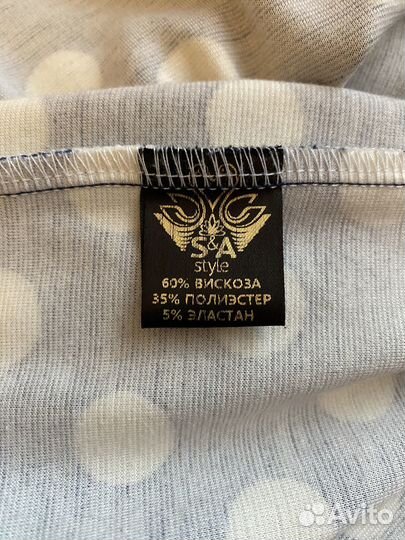 S&A
style
60% ВИСКОЗА
35% ПОЛИЭСТЕР
5% ЭЛАСТАН
Avito